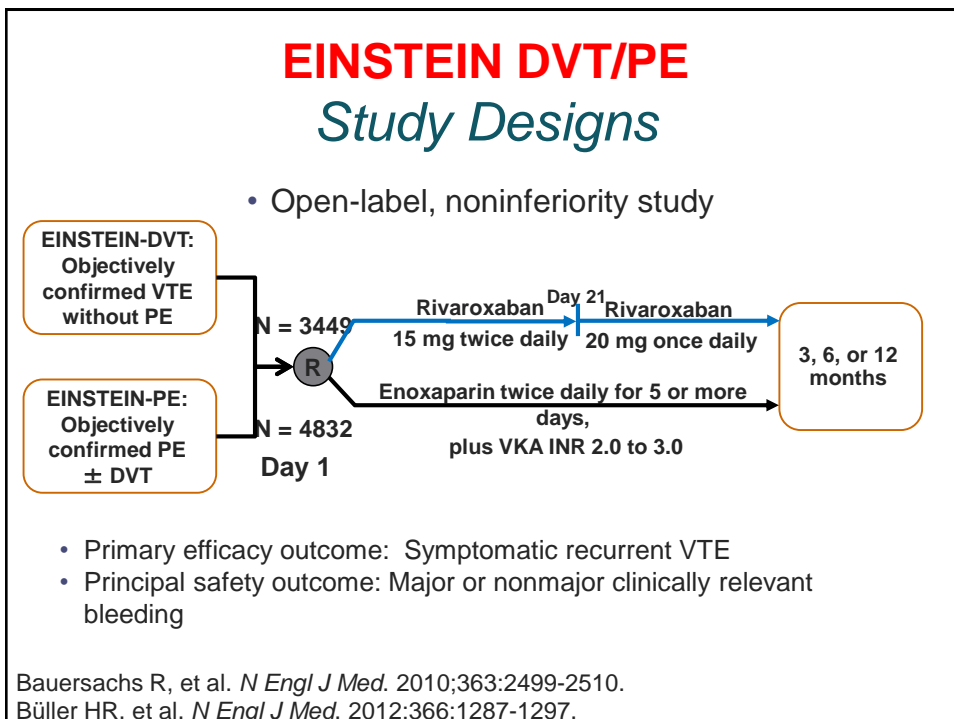 EINSTEIN DVT/PE
Study Designs
• Open-label, noninferiority study
EINSTEIN-DVT:
Objectively
confirmed VTE
without PE
EINSTEIN-PE:
Objectively
confirmed PE
± DVT
N = 3449
R
N = 4832
Day 1
Rivaroxaban
15 mg twice daily
Day 21
Rivaroxaban
20 mg once daily
Enoxaparin twice daily for 5 or more
days,
plus VKA INR 2.0 to 3.0
3, 6, or 12
months
• Primary efficacy outcome: Symptomatic recurrent VTE
• Principal safety outcome: Major or nonmajor clinically relevant
bleeding
Bauersachs R, et al. N Engl J Med. 2010;363:2499-2510.
Büller HR, et al. N Engl J Med. 2012;366:1287-1297.